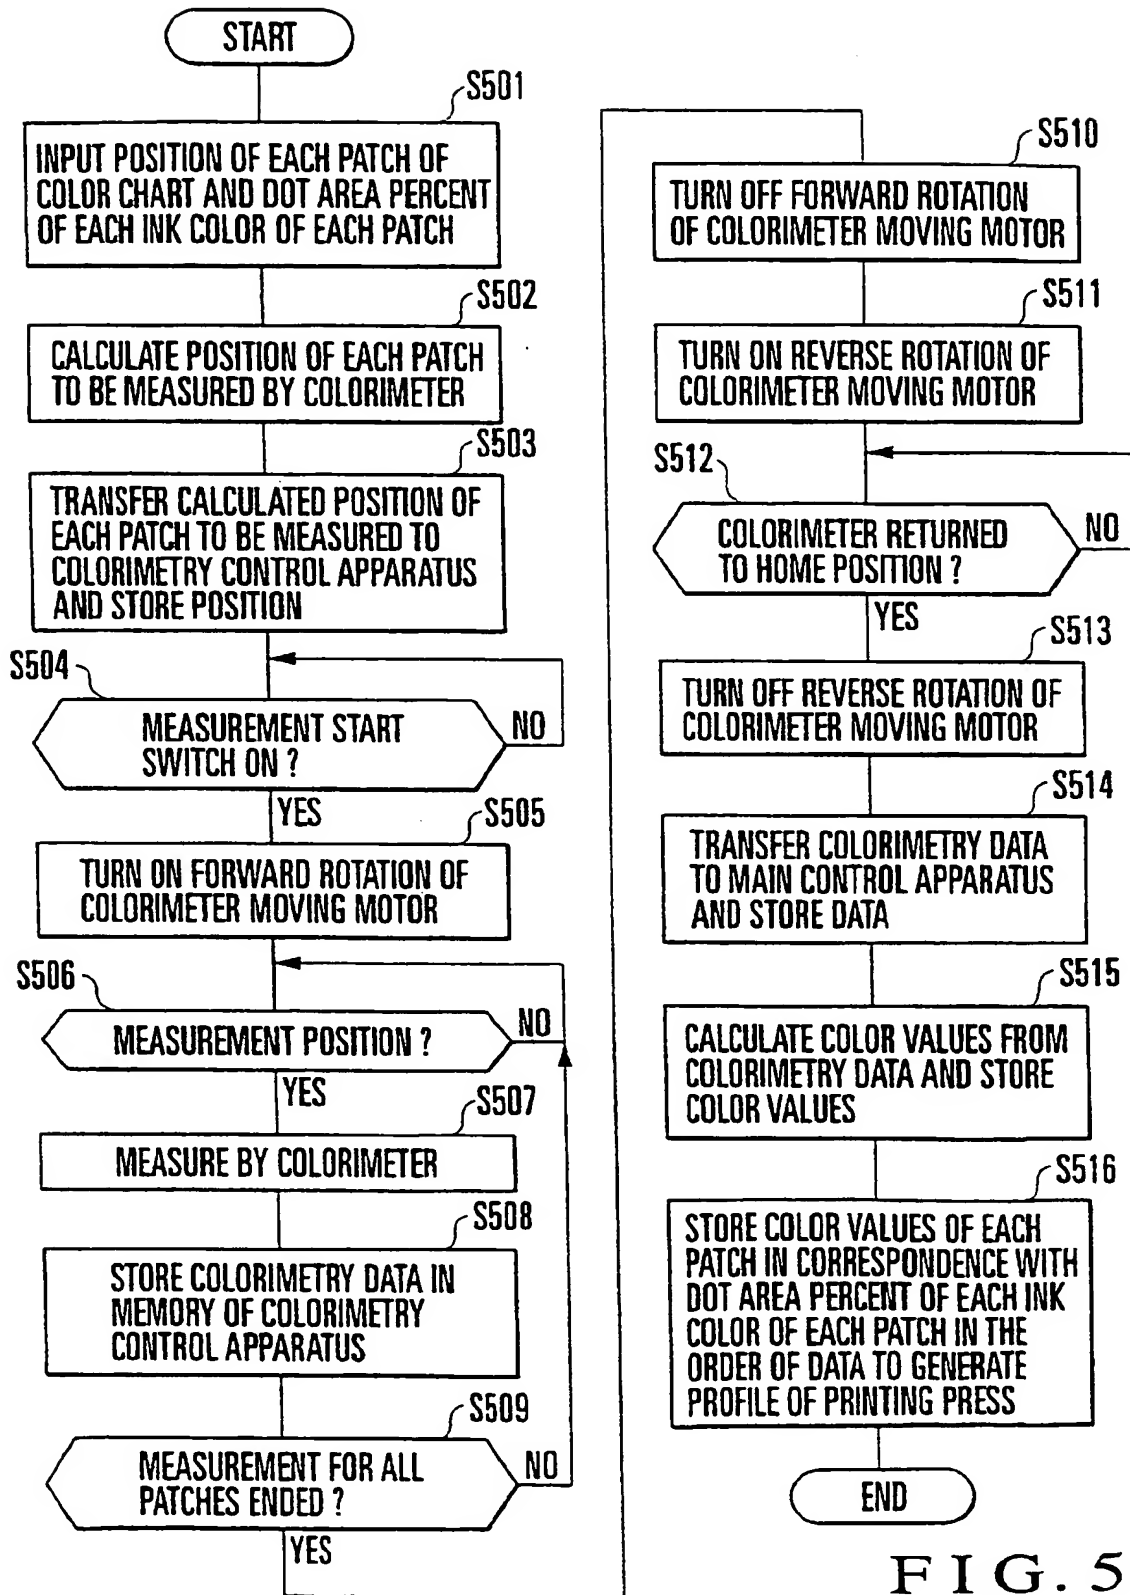 START
S501
INPUT POSITION OF EACH PATCH OF
COLOR CHART AND DOT AREA PERCENT
OF EACH INK COLOR OF EACH PATCH
S502
CALCULATE POSITION OF EACH PATCH
TO BE MEASURED BY COLORIMETER
S503
TRANSFER CALCULATED POSITION OF
EACH PATCH TO BE MEASURED TO
COLORIMETRY CONTROL APPARATUS
AND STORE POSITION
S504
MEASUREMENT START
SWITCH ON ?
NO
YES
S505
TURN ON FORWARD ROTATION OF
COLORIMETER MOVING MOTOR
S506
MEASUREMENT POSITION ?
NO
YES
S507
MEASURE BY COLORIMETER
S508
STORE COLORIMETRY DATA IN
MEMORY OF COLORIMETRY
CONTROL APPARATUS
S509
MEASUREMENT FOR ALL
PATCHES ENDED ?
NO
YES
S510
TURN OFF FORWARD ROTATION
OF COLORIMETER MOVING MOTOR
S511
TURN ON REVERSE ROTATION OF
COLORIMETER MOVING MOTOR
S512
COLORIMETER RETURNED
TO HOME POSITION ?
NO
YES
S513
TURN OFF REVERSE ROTATION OF
COLORIMETER MOVING MOTOR
S514
TRANSFER COLORIMETRY DATA
TO MAIN CONTROL APPARATUS
AND STORE DATA
S515
CALCULATE COLOR VALUES FROM
COLORIMETRY DATA AND STORE
COLOR VALUES
S516
STORE COLOR VALUES OF EACH
PATCH IN CORRESPONDENCE WITH
DOT AREA PERCENT OF EACH INK
COLOR OF EACH PATCH IN THE
ORDER OF DATA TO GENERATE
PROFILE OF PRINTING PRESS
END
FIG. 5